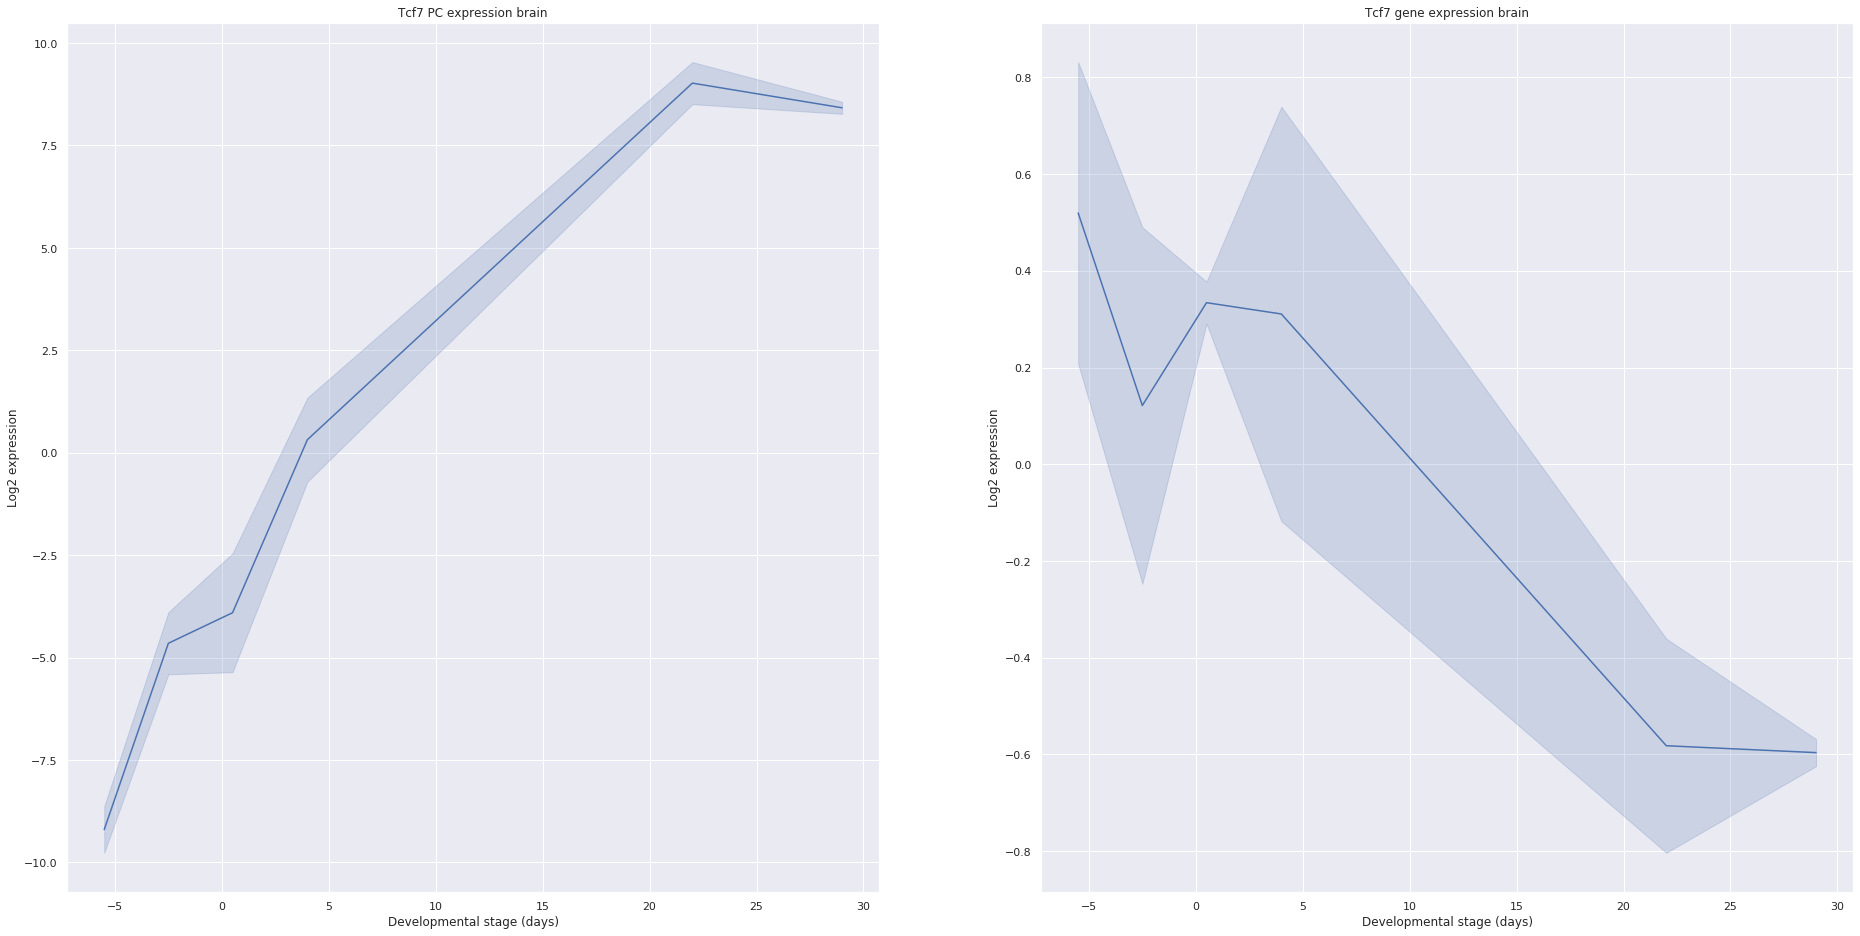 Tcf7 PC expression brain
10.0
7.5
5.0
2.5
0.0
−2.5
−5.0
−7.5
−10.0
Log2 expression
−5 0 5 10 15 20 25 30
Developmental stage (days)
Tcf7 gene expression brain
0.8
0.6
0.4
0.2
0.0
−0.2
−0.4
−0.6
−0.8
Log2 expression
−5 0 5 10 15 20 25 30
Developmental stage (days)